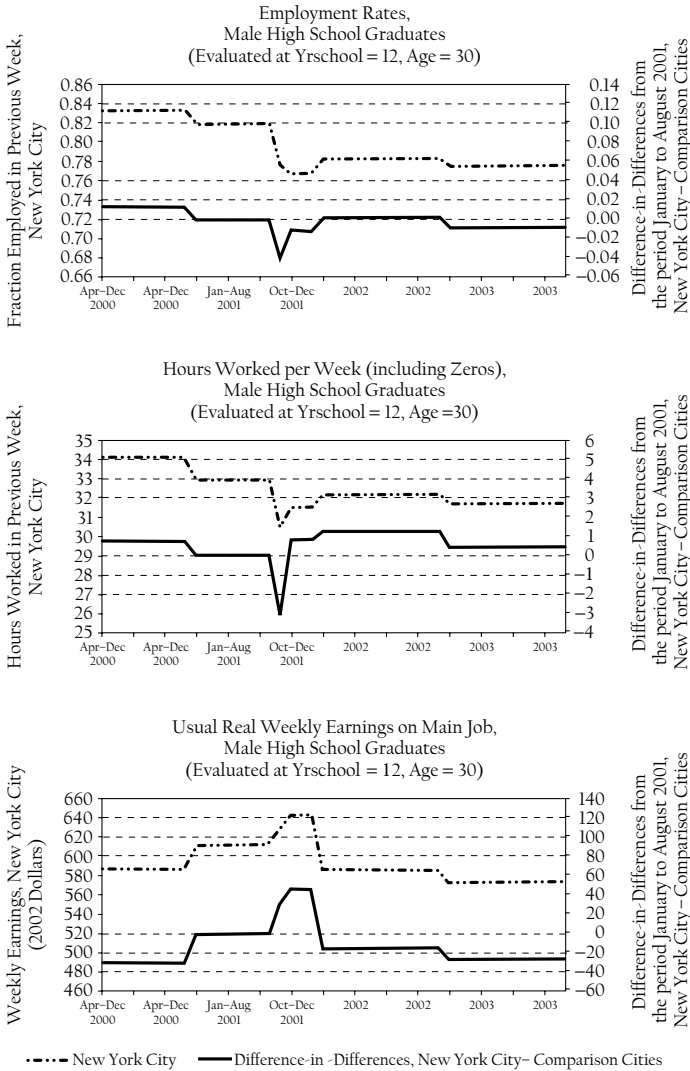 Employment Rates,
Male High School Graduates
(Evaluated at Yrschool = 12, Age = 30)
Fraction Employed in Previous Week,
New York City
0.86
0.84
0.82
0.80
0.78
0.76
0.74
0.72
0.70
0.68
0.66
0.14
0.12
0.10
0.08
0.06
0.04
0.02
0.00
−0.02
−0.04
−0.06
Difference-in-Differences from
the period January to August 2001,
New York City – Comparison Cities
Apr–Dec Apr–Dec Jan–Aug Oct–Dec 2002 2002 2003 2003
2000 2000 2001 2001
Hours Worked per Week (including Zeros),
Male High School Graduates
(Evaluated at Yrschool = 12, Age =30)
Hours Worked in Previous Week,
New York City
35
34
33
32
31
30
29
28
27
26
25
6
5
4
3
2
1
0
−1
−2
−3
−4
Difference-in-Differences from
the period January to August 2001,
New York City – Comparison Cities
Apr–Dec Apr–Dec Jan–Aug Oct–Dec 2002 2002 2003 2003
2000 2000 2001 2001
Usual Real Weekly Earnings on Main Job,
Male High School Graduates
(Evaluated at Yrschool = 12, Age = 30)
Weekly Earnings, New York City
(2002 Dollars)
660
640
620
600
580
560
540
520
500
480
460
140
120
100
80
60
40
20
0
−20
−40
−60
Difference-in-Differences from
the period January to August 2001,
New York City – Comparison Cities
Apr–Dec Apr–Dec Jan–Aug Oct–Dec 2002 2002 2003 2003
2000 2000 2001 2001
New York City Difference-in -Differences, New York City– Comparison Cities